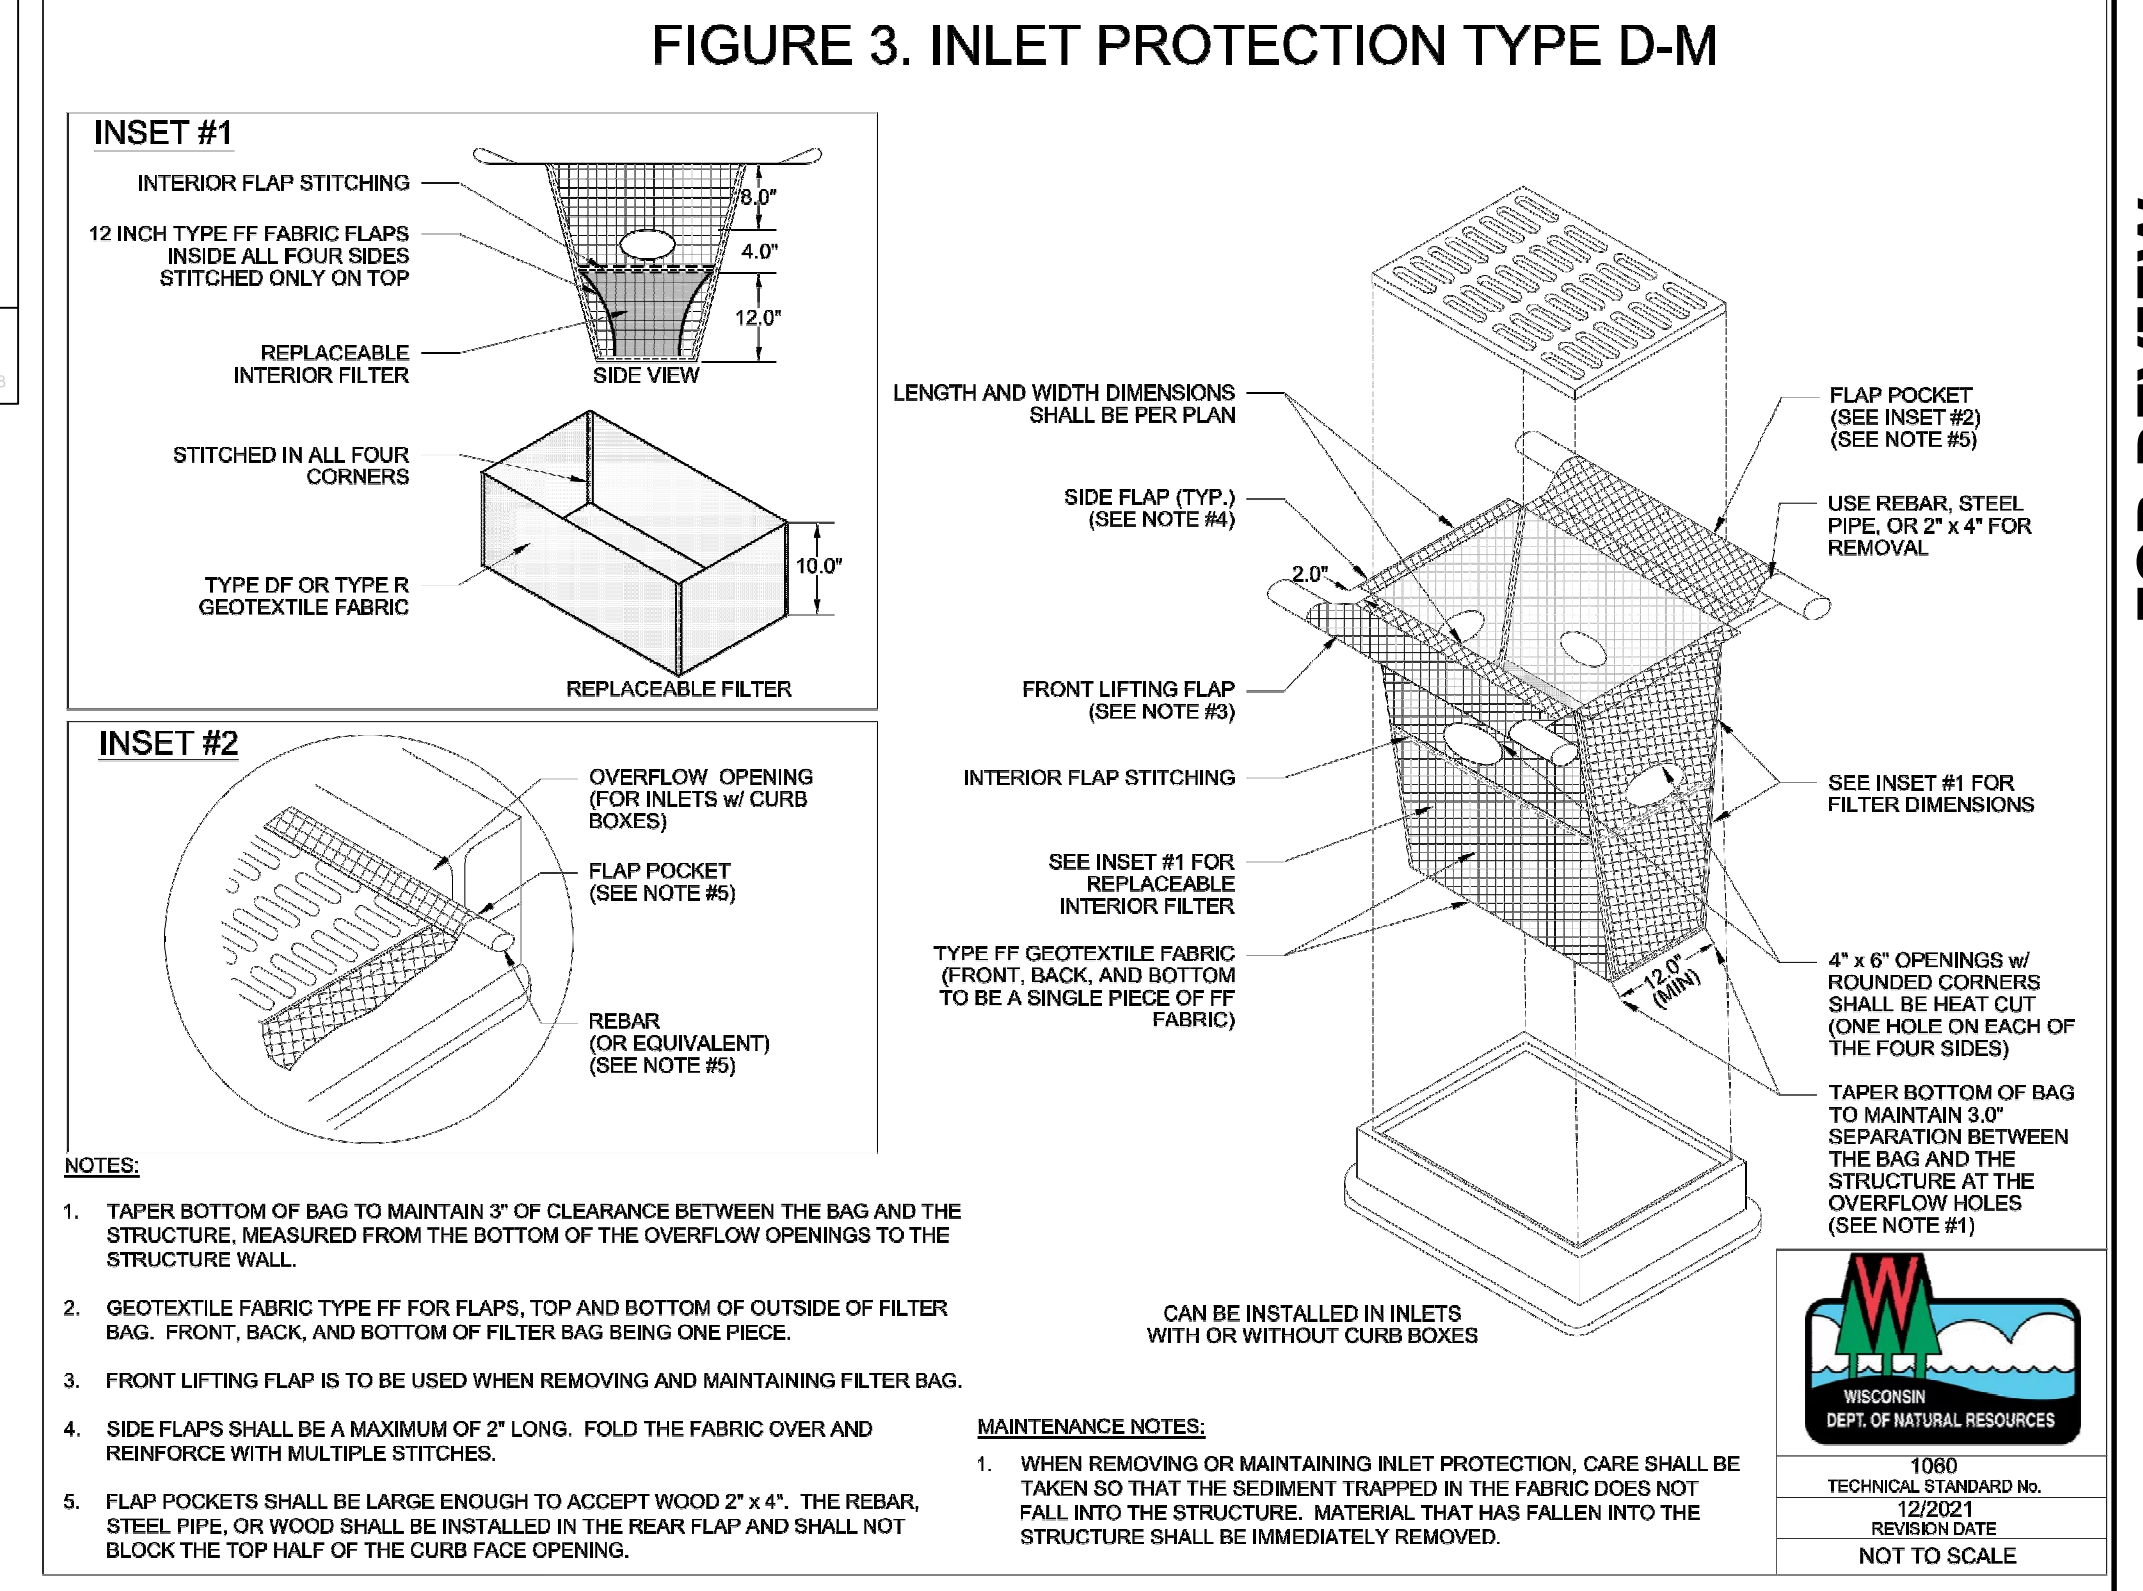 FIGURE 3. INLET PROTECTION TYPE D-M
INSET #1
INTERIOR FLAP STITCHING
12 INCH TYPE FF FABRIC FLAPS
INSIDE ALL FOUR SIDES
STITCHED ONLY ON TOP
REPLACEABLE
INTERIOR FILTER
8.0"
4.0"
12.0"
SIDE VIEW
STITCHED IN ALL FOUR
CORNERS
TYPE DF OR TYPE R
GEOTEXTILE FABRIC
10.0"
REPLACEABLE FILTER
INSET #2
OVERFLOW OPENING
(FOR INLETS w/ CURB
BOXES)
FLAP POCKET
(SEE NOTE #5)
REBAR
(OR EQUIVALENT)
(SEE NOTE #5)
LENGTH AND WIDTH DIMENSIONS
SHALL BE PER PLAN
SIDE FLAP (TYP.)
(SEE NOTE #4)
2.0"
FRONT LIFTING FLAP
(SEE NOTE #3)
INTERIOR FLAP STITCHING
SEE INSET #1 FOR
REPLACEABLE
INTERIOR FILTER
TYPE FF GEOTEXTILE FABRIC
(FRONT, BACK, AND BOTTOM
TO BE A SINGLE PIECE OF FF
FABRIC)
FLAP POCKET
(SEE INSET #2)
(SEE NOTE #5)
USE REBAR, STEEL
PIPE, OR 2" x 4" FOR
REMOVAL
SEE INSET #1 FOR
FILTER DIMENSIONS
12.0"
(MIN)
4" x 6" OPENINGS w/
ROUNDED CORNERS
SHALL BE HEAT CUT
(ONE HOLE ON EACH OF
THE FOUR SIDES)
TAPER BOTTOM OF BAG
TO MAINTAIN 3.0"
SEPARATION BETWEEN
THE BAG AND THE
STRUCTURE AT THE
OVERFLOW HOLES
(SEE NOTE #1)
CAN BE INSTALLED IN INLETS
WITH OR WITHOUT CURB BOXES
NOTES:
1. TAPER BOTTOM OF BAG TO MAINTAIN 3" OF CLEARANCE BETWEEN THE BAG AND THE
STRUCTURE, MEASURED FROM THE BOTTOM OF THE OVERFLOW OPENINGS TO THE
STRUCTURE WALL.
2. GEOTEXTILE FABRIC TYPE FF FOR FLAPS, TOP AND BOTTOM OF OUTSIDE OF FILTER
BAG. FRONT, BACK, AND BOTTOM OF FILTER BAG BEING ONE PIECE.
3. FRONT LIFTING FLAP IS TO BE USED WHEN REMOVING AND MAINTAINING FILTER BAG.
4. SIDE FLAPS SHALL BE A MAXIMUM OF 2" LONG. FOLD THE FABRIC OVER AND
REINFORCE WITH MULTIPLE STITCHES.
5. FLAP POCKETS SHALL BE LARGE ENOUGH TO ACCEPT WOOD 2" x 4". THE REBAR,
STEEL PIPE, OR WOOD SHALL BE INSTALLED IN THE REAR FLAP AND SHALL NOT
BLOCK THE TOP HALF OF THE CURB FACE OPENING.
MAINTENANCE NOTES:
1. WHEN REMOVING OR MAINTAINING INLET PROTECTION, CARE SHALL BE
TAKEN SO THAT THE SEDIMENT TRAPPED IN THE FABRIC DOES NOT
FALL INTO THE STRUCTURE. MATERIAL THAT HAS FALLEN INTO THE
STRUCTURE SHALL BE IMMEDIATELY REMOVED.
W
WISCONSIN
DEPT. OF NATURAL RESOURCES
1060
TECHNICAL STANDARD No.
12/2021
REVISION DATE
NOT TO SCALE